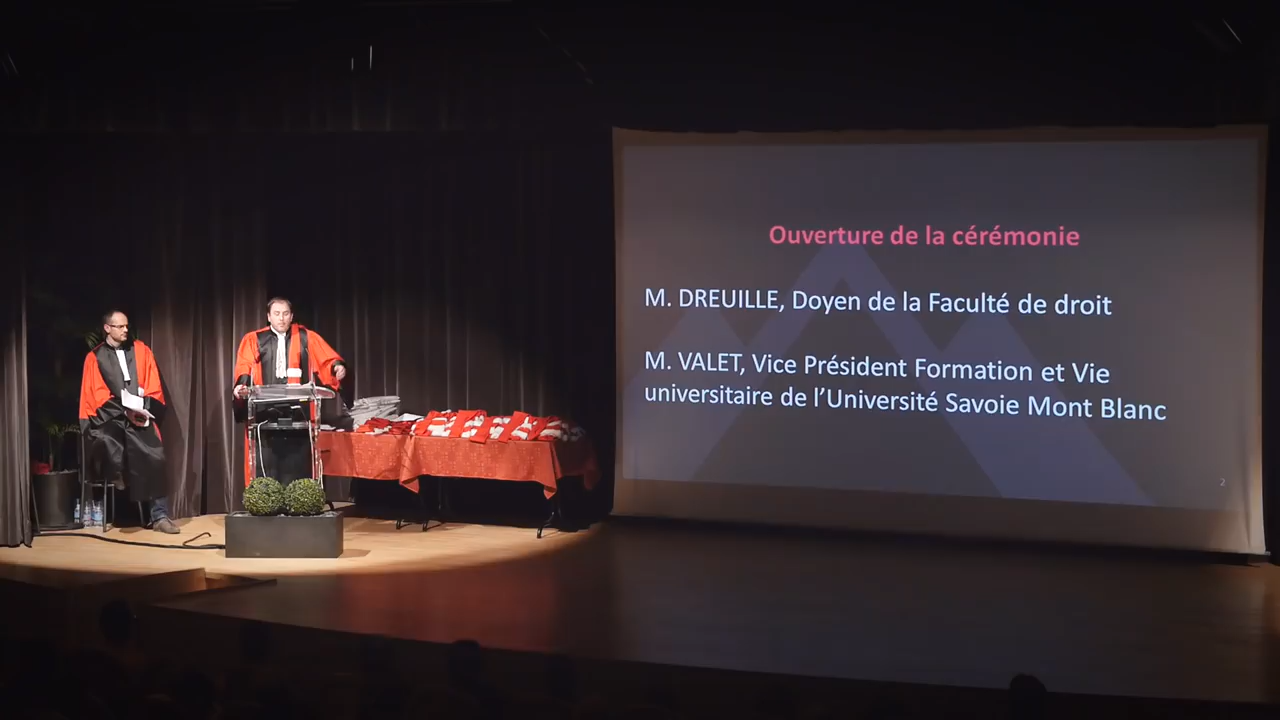 Ouverture de la cérémonie
M. DREUILLE, Doyen de la Faculté de droit
M. VALET, Vice Président Formation et Vie
universitaire de l'Université Savoie Mont Blanc
2